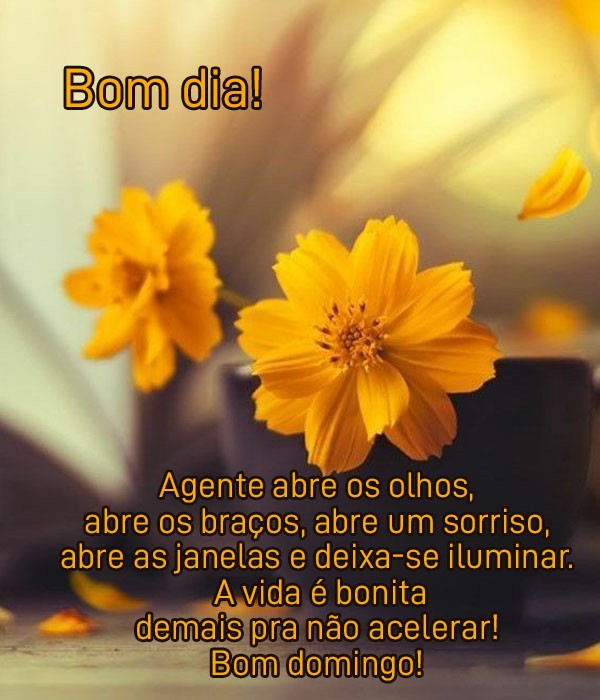 Bom dia!
Agente abre os olhos,
abre os braços, abre um sorriso,
abre as janelas e deixa-se iluminar.
A vida é bonita
demais pra não acelerar!
Bom domingo!